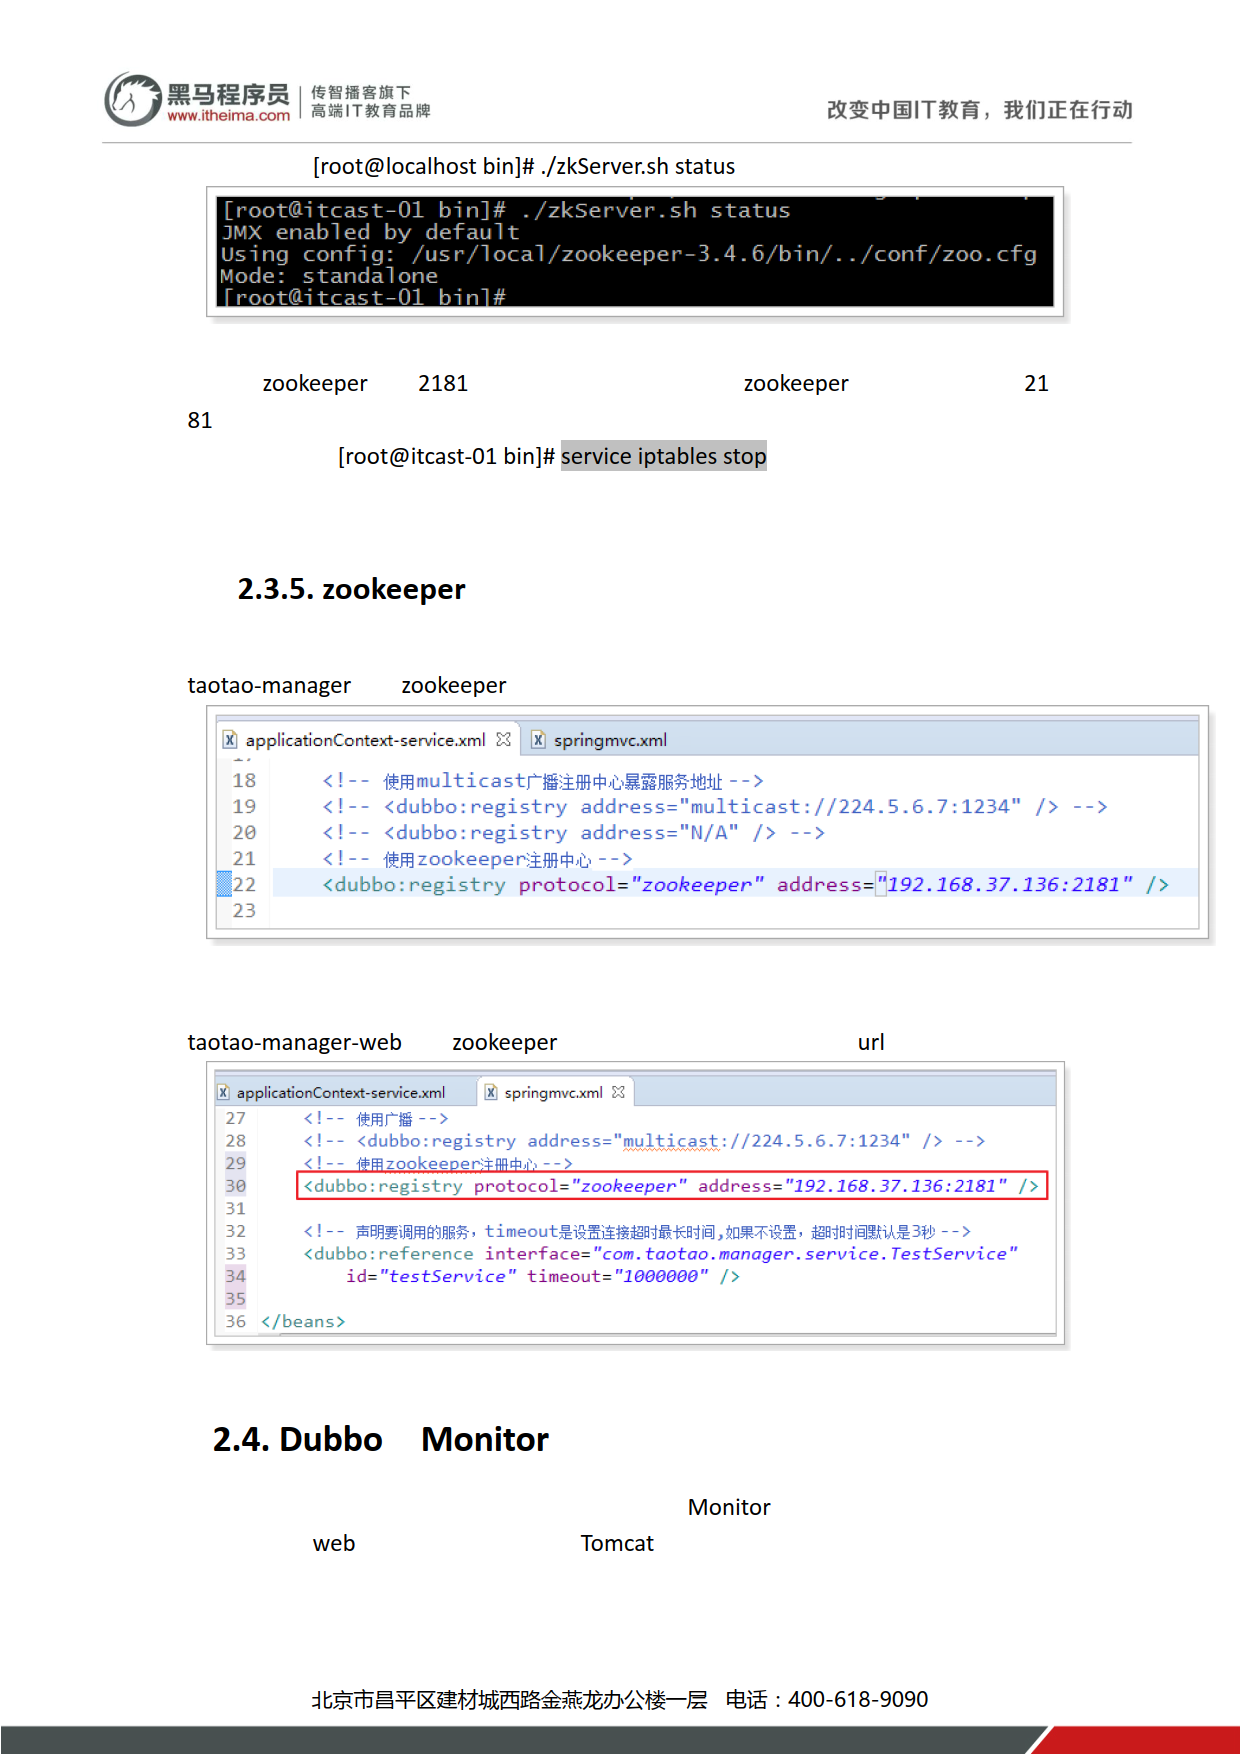 黑马程序员
www.itheima.com
传智播客旗下
高端IT教育品牌
改变中国IT教育，我们正在行动
[root@localhost bin]# ./zkServer.sh status
[root@itcast-01 bin]# ./zkServer.sh status
JMX enabled by default
Using config: /usr/local/zookeeper-3.4.6/bin/../conf/zoo.cfg
Mode: standalone
[root@itcast-01 bin]#
zookeeper 2181 zookeeper 21
81
[root@itcast-01 bin]# service iptables stop
2.3.5. zookeeper
taotao-manager zookeeper
applicationContext-service.xml springmvc.xml
18 <!-- 使用multicast广播注册中心暴露服务地址 -->
19 <!-- <dubbo:registry address="multicast://224.5.6.7:1234" /> -->
20 <!-- <dubbo:registry address="N/A" /> -->
21 <!-- 使用zookeeper注册中心 -->
22 <dubbo:registry protocol="zookeeper" address="192.168.37.136:2181" />
23
taotao-manager-web zookeeper url
applicationContext-service.xml springmvc.xml
27 <!-- 使用广播 -->
28 <!-- <dubbo:registry address="multicast://224.5.6.7:1234" /> -->
29 <!-- 使用zookeeper注册中心 -->
30 <dubbo:registry protocol="zookeeper" address="192.168.37.136:2181" />
31
32 <!-- 声明要调用的服务，timeout是设置连接超时最长时间,如果不设置，超时时间默认是3秒 -->
33 <dubbo:reference interface="com.taotao.manager.service.TestService"
34 id="testService" timeout="1000000" />
35
36 </beans>
2.4. Dubbo Monitor
Monitor
web Tomcat
北京市昌平区建材城西路金燕龙办公楼一层 电话：400-618-9090